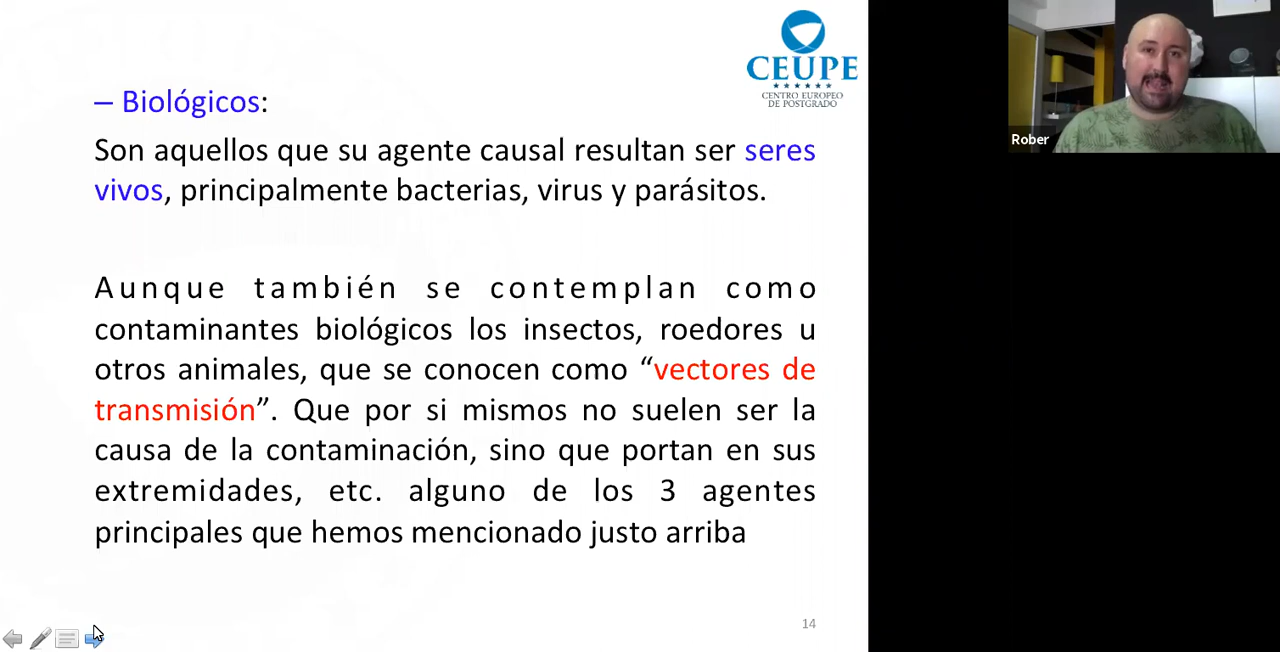 CEUPE
CENTRO EUROPEO
DE POSTGRADO
– Biológicos:
Son aquellos que su agente causal resultan ser seres
vivos, principalmente bacterias, virus y parásitos.
Aunque también se contemplan como
contaminantes biológicos los insectos, roedores u
otros animales, que se conocen como “vectores de
transmisión”. Que por si mismos no suelen ser la
causa de la contaminación, sino que portan en sus
extremidades, etc. alguno de los 3 agentes
principales que hemos mencionado justo arriba
14
Rober